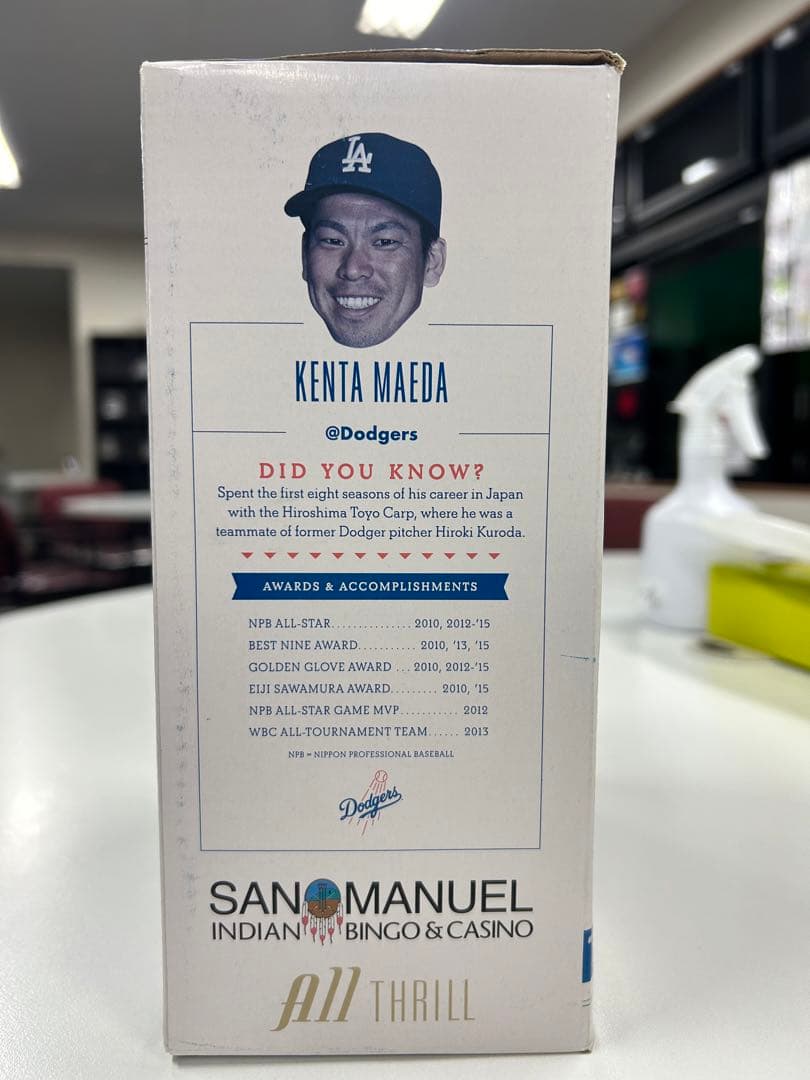 LA
KENTA MAEDA
@Dodgers
DID YOU KNOW?
Spent the first eight seasons of his career in Japan
with the Hiroshima Toyo Carp, where he was a
teammate of former Dodger pitcher Hiroki Kuroda.
AWARDS & ACCOMPLISHMENTS
NPB ALL-STAR............... 2010, 2012-'15
BEST NINE AWARD........... 2010, '13, '15
GOLDEN GLOVE AWARD ... 2010, 2012-'15
EIJI SAWAMURA AWARD......... 2010, '15
NPB ALL-STAR GAME MVP........... 2012
WBC ALL-TOURNAMENT TEAM...... 2013
NPB = NIPPON PROFESSIONAL BASEBALL
Dodgers
SAN MANUEL
INDIAN BINGO & CASINO
All THRILL